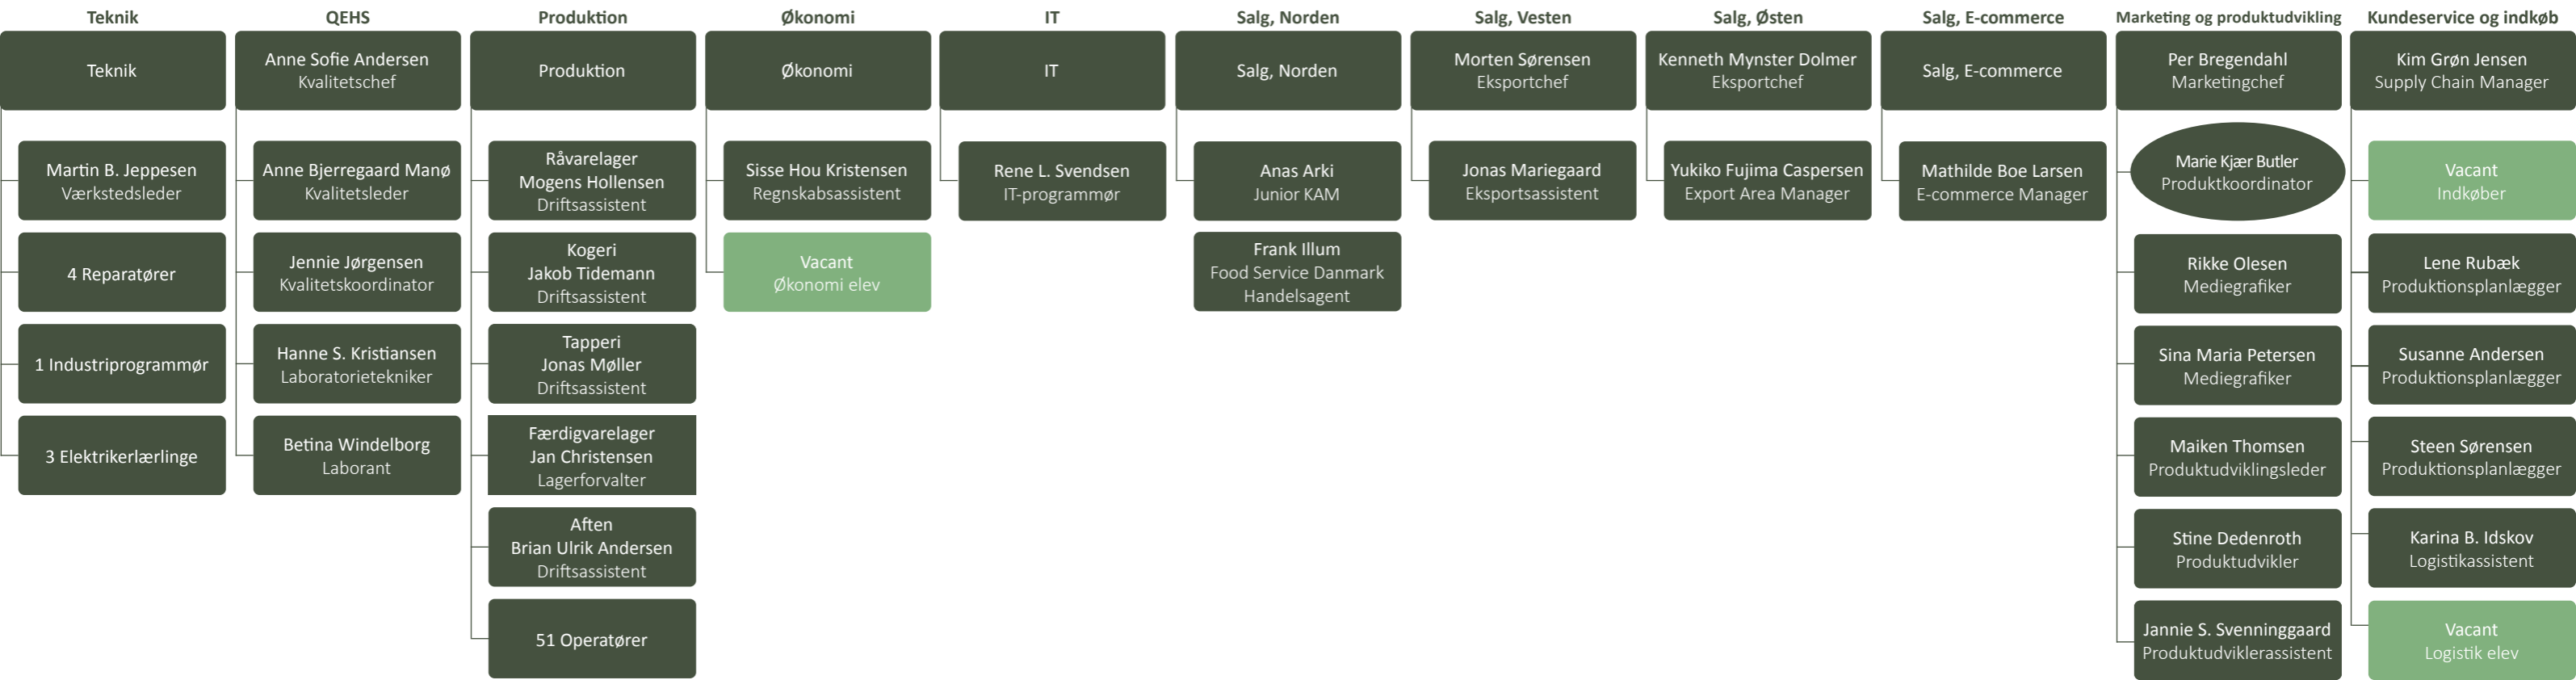 Teknik
Teknik
Martin B. Jeppesen
Værkstedsleder
4 Reparatører
1 Industriprogrammør
3 Elektrikerlærlinge
QEHS
Anne Sofie Andersen
Kvalitetschef
Anne Bjerregaard Manø
Kvalitetsleder
Jennie Jørgensen
Kvalitetskoordinator
Hanne S. Kristiansen
Laboratorietekniker
Betina Windelborg
Laborant
Produktion
Produktion
Råvarelager
Mogens Hollensen
Driftsassistent
Kogeri
Jakob Tidemann
Driftsassistent
Tapperi
Jonas Møller
Driftsassistent
Færdigvarelager
Jan Christensen
Lagerforvalter
Aften
Brian Ulrik Andersen
Driftsassistent
51 Operatører
Økonomi
Økonomi
Sisse Hou Kristensen
Regnskabsassistent
Vacant
Økonomi elev
IT
IT
Rene L. Svendsen
IT-programmør
Salg, Norden
Salg, Norden
Anas Arki
Junior KAM
Frank Illum
Food Service Danmark
Handelsagent
Salg, Vesten
Morten Sørensen
Eksportchef
Jonas Mariegaard
Eksportsassistent
Salg, Østen
Kenneth Mynster Dolmer
Eksportchef
Yukiko Fujima Caspersen
Export Area Manager
Salg, E-commerce
Salg, E-commerce
Mathilde Boe Larsen
E-commerce Manager
Marketing og produktudvikling
Per Bregendahl
Marketingchef
Marie Kjær Butler
Produktkoordinator
Rikke Olesen
Mediegrafiker
Sina Maria Petersen
Mediegrafiker
Maiken Thomsen
Produktudviklingsleder
Stine Dedenroth
Produktudvikler
Jannie S. Svenninggaard
Produktudviklerassistent
Kundeservice og indkøb
Kim Grøn Jensen
Supply Chain Manager
Vacant
Indkøber
Lene Rubæk
Produktionsplanlægger
Susanne Andersen
Produktionsplanlægger
Steen Sørensen
Produktionsplanlægger
Karina B. Idskov
Logistikassistent
Vacant
Logistik elev